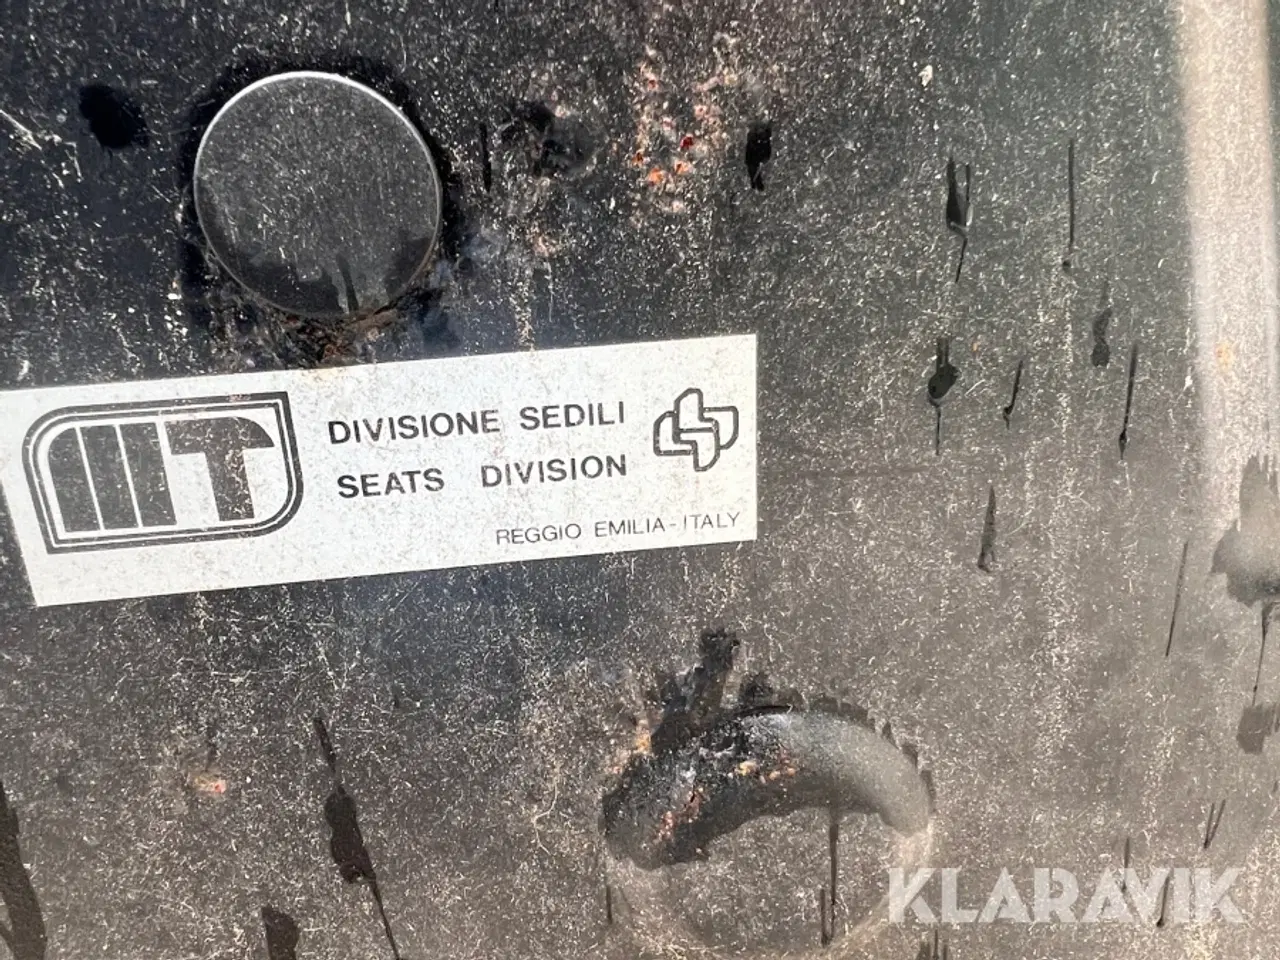 MT
DIVISIONE SEDILI
SEATS DIVISION
REGGIO EMILIA - ITALY
KLARAVIK